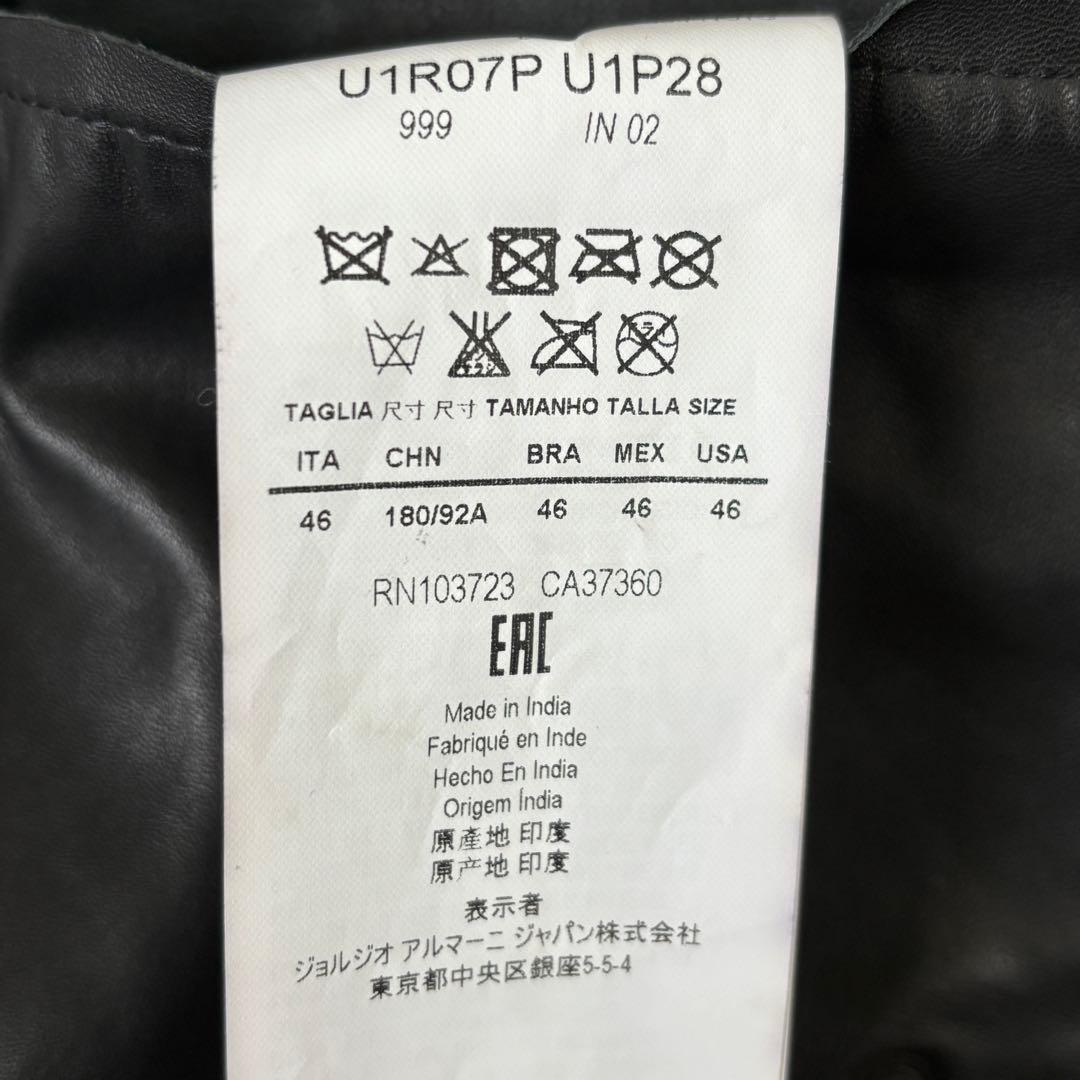 U1R07P U1P28
999 IN 02
TAGLIA 尺寸 尺寸 TAMANHO TALLA SIZE
ITA CHN BRA MEX USA
46 180/92A 46 46 46
RN103723 CA37360
EAC
Made in India
Fabriqué en Inde
Hecho En India
Origem Índia
原產地 印度
原产地 印度
表示者
ジョルジオ アルマーニ ジャパン株式会社
東京都中央区銀座5-5-4